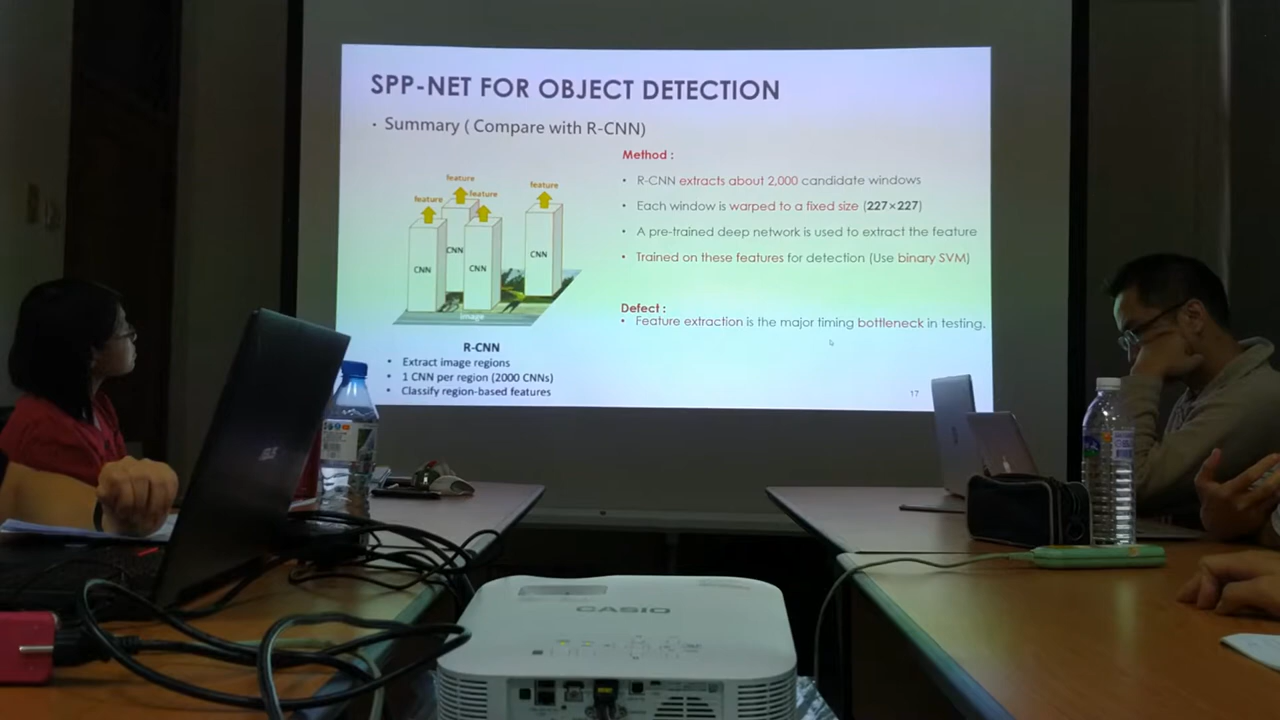 SPP-NET FOR OBJECT DETECTION
• Summary ( Compare with R-CNN)
Method :
• R-CNN extracts about 2,000 candidate windows
• Each window is warped to a fixed size (227×227)
• A pre-trained deep network is used to extract the feature
• Trained on these features for detection (Use binary SVM)
Defect :
• Feature extraction is the major timing bottleneck in testing.
feature
feature
feature
feature
CNN
CNN
CNN
CNN
image
R-CNN
• Extract image regions
• 1 CNN per region (2000 CNNs)
• Classify region-based features
17
CASIO